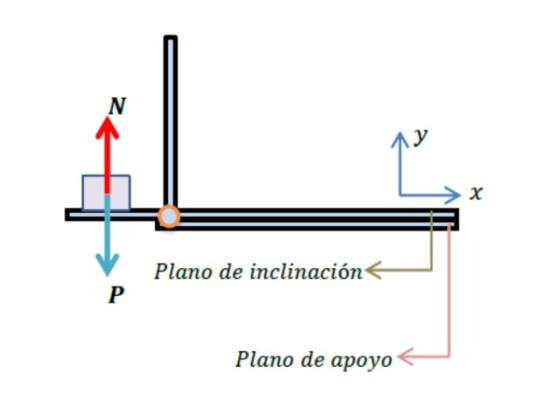 N
y
x
Plano de inclinación
P
Plano de apoyo